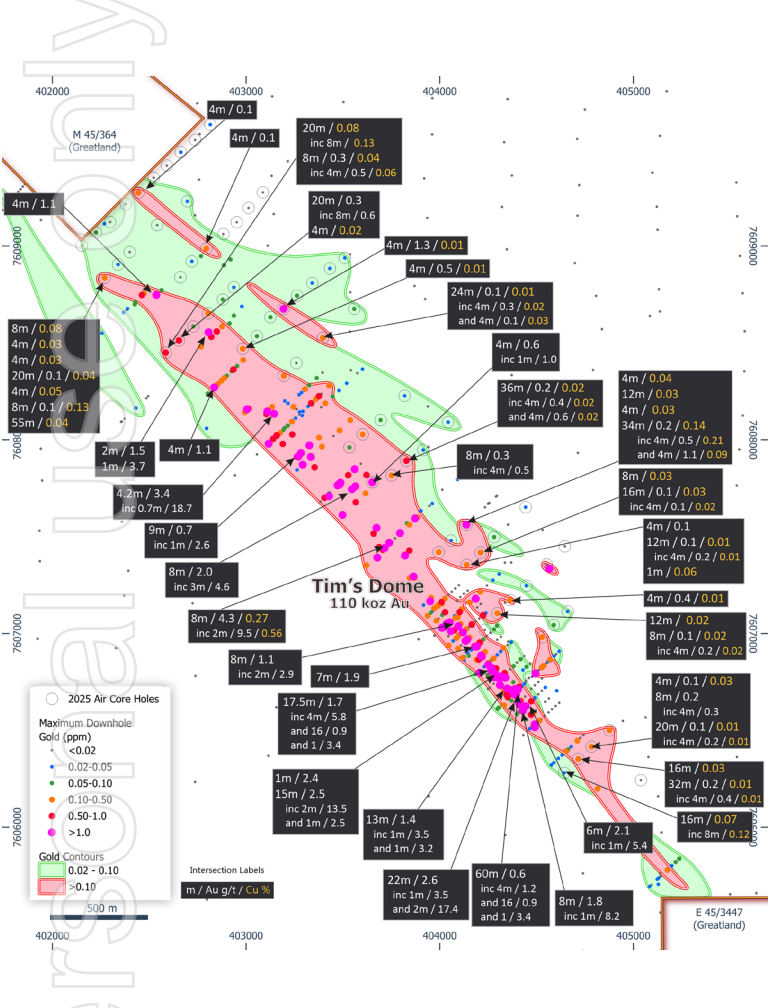 402000
403000
404000
405000
M 45/364
(Greatland)
4m / 0.1
4m / 0.1
20m / 0.08
inc 8m / 0.13
8m / 0.3 / 0.04
inc 4m / 0.5 / 0.06
4m / 1.1
20m / 0.3
inc 8m / 0.6
4m / 0.02
7609000
7609000
4m / 1.3 / 0.01
4m / 0.5 / 0.01
24m / 0.1 / 0.01
inc 4m / 0.3 / 0.02
and 4m / 0.1 / 0.03
8m / 0.08
4m / 0.03
4m / 0.03
20m / 0.1 / 0.04
4m / 0.05
8m / 0.1 / 0.13
55m / 0.04
4m / 0.6
inc 1m / 1.0
36m / 0.2 / 0.02
inc 4m / 0.4 / 0.02
and 4m / 0.6 / 0.02
4m / 0.04
12m / 0.03
4m / 0.03
34m / 0.2 / 0.14
inc 4m / 0.5 / 0.21
and 4m / 1.1 / 0.09
7608000
2m / 1.5
1m / 3.7
4m / 1.1
8m / 0.3
inc 4m / 0.5
8m / 0.03
16m / 0.1 / 0.03
inc 4m / 0.1 / 0.02
4.2m / 3.4
inc 0.7m / 18.7
9m / 0.7
inc 1m / 2.6
4m / 0.1
12m / 0.1 / 0.01
inc 4m / 0.2 / 0.01
1m / 0.06
8m / 2.0
inc 3m / 4.6
Tim's Dome
110 koz Au
4m / 0.4 / 0.01
8m / 4.3 / 0.27
inc 2m / 9.5 / 0.56
12m / 0.02
8m / 0.1 / 0.02
inc 4m / 0.2 / 0.02
7607000
7607000
8m / 1.1
inc 2m / 2.9
7m / 1.9
4m / 0.1 / 0.03
8m / 0.2
inc 4m / 0.3
20m / 0.1 / 0.01
inc 4m / 0.2 / 0.01
17.5m / 1.7
inc 4m / 5.8
and 16 / 0.9
and 1 / 3.4
2025 Air Core Holes
Maximum Downhole
Gold (ppm)
<0.02
0.02-0.05
0.05-0.10
0.10-0.50
0.50-1.0
>1.0
Gold Contours
0.02 - 0.10
>0.10
500 m
1m / 2.4
15m / 2.5
inc 2m / 13.5
and 1m / 2.5
16m / 0.03
32m / 0.2 / 0.01
inc 4m / 0.4 / 0.01
13m / 1.4
inc 1m / 3.5
and 1m / 3.2
6m / 2.1
inc 1m / 5.4
16m / 0.07
inc 8m / 0.12
7606000
Intersection Labels
m / Au g/t / Cu %
22m / 2.6
inc 1m / 3.5
and 2m / 17.4
60m / 0.6
inc 4m / 1.2
and 16 / 0.9
and 1 / 3.4
8m / 1.8
inc 1m / 8.2
E 45/3447
(Greatland)
402000
403000
404000
405000
ersonal use only